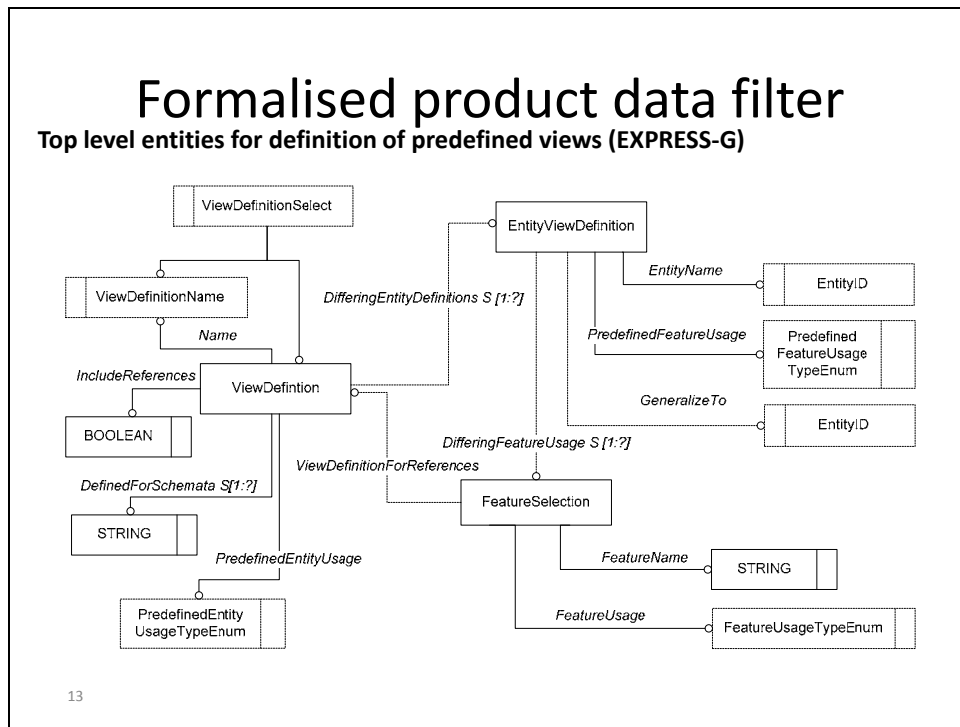 Formalised product data filter
Top level entities for definition of predefined views (EXPRESS-G)
ViewDefinitionSelect
EntityViewDefinition
EntityName
EntityID
ViewDefinitionName
DifferingEntityDefinitions S [1:?]
Name
PredefinedFeatureUsage
Predefined
FeatureUsage
TypeEnum
IncludeReferences
ViewDefintion
GeneralizeTo
EntityID
BOOLEAN
DifferingFeatureUsage S [1:?]
ViewDefinitionForReferences
DefinedForSchemata S[1:?]
FeatureSelection
STRING
PredefinedEntityUsage
FeatureName
STRING
PredefinedEntity
UsageTypeEnum
FeatureUsage
FeatureUsageTypeEnum
13